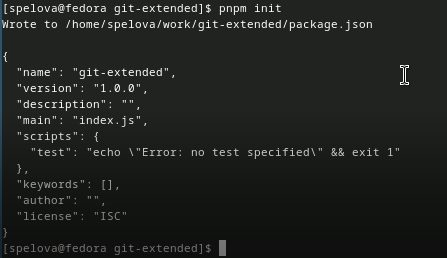 [spelova@fedora git-extended]$ pnpm init
Wrote to /home/spelova/work/git-extended/package.json

{
  "name": "git-extended",
  "version": "1.0.0",
  "description": "",
  "main": "index.js",
  "scripts": {
    "test": "echo \"Error: no test specified\" && exit 1"
  },
  "keywords": [],
  "author": "",
  "license": "ISC"
}
[spelova@fedora git-extended]$